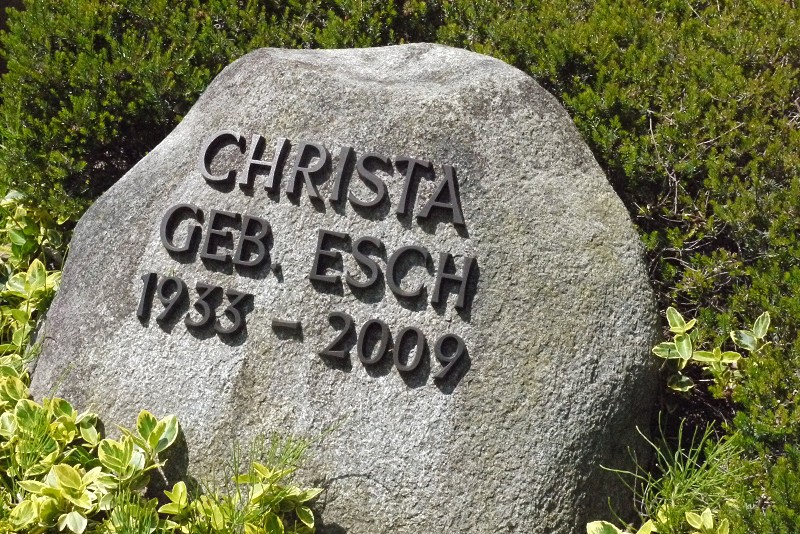 CHRISTA
GEB. ESCH
1933 – 2009